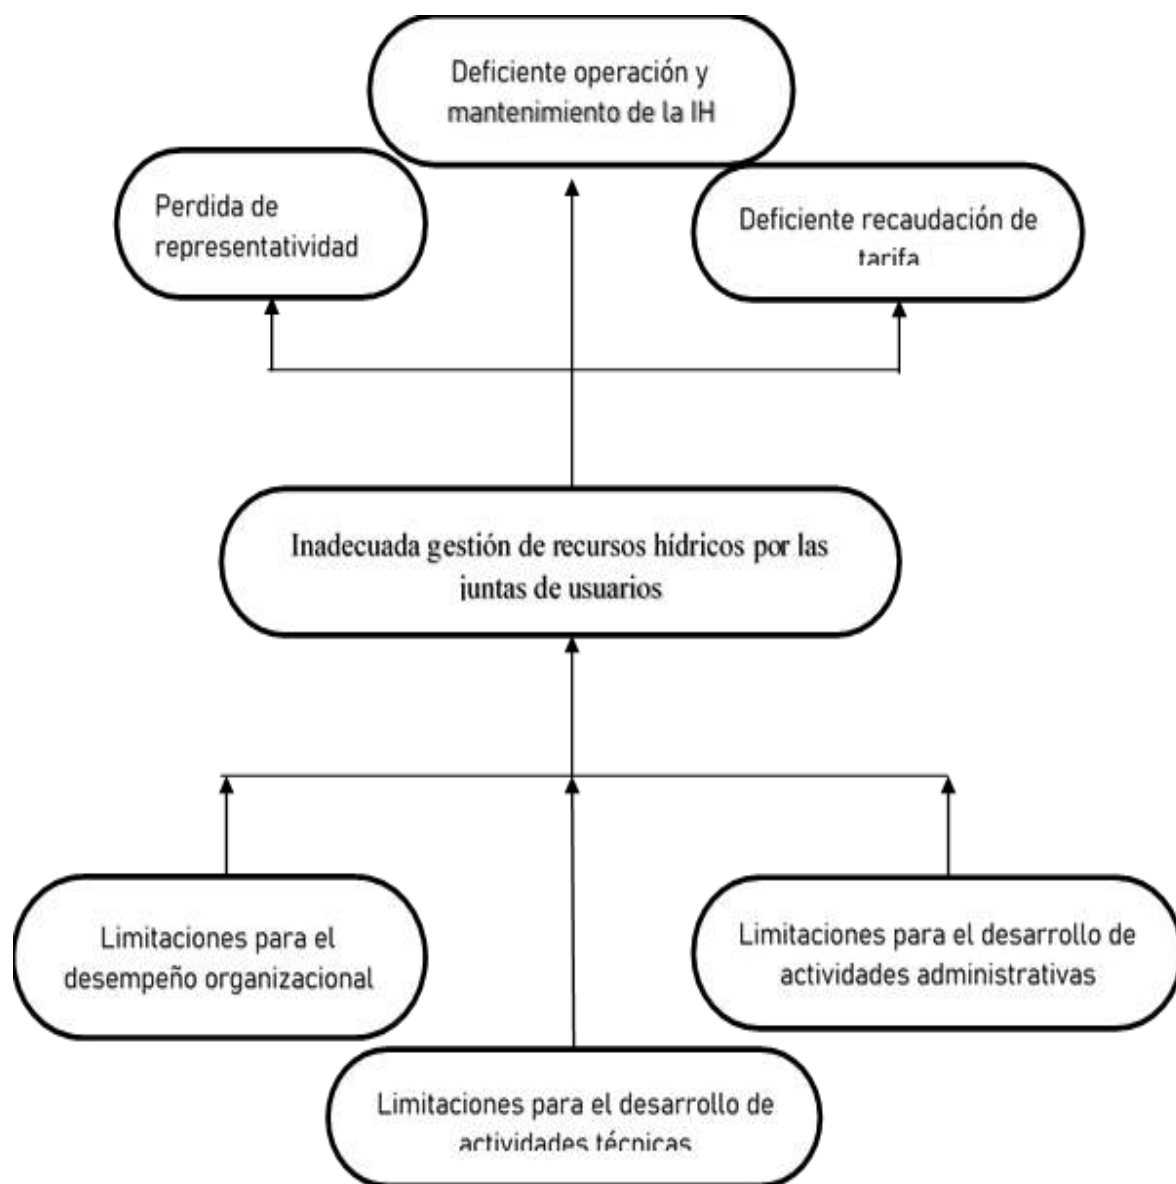 Deficiente operación y
mantenimiento de la IH
Perdida de
representatividad
Deficiente recaudación de
tarifa
Inadecuada gestión de recursos hídricos por las
juntas de usuarios
Limitaciones para el
desempeño organizacional
Limitaciones para el desarrollo de
actividades administrativas
Limitaciones para el desarrollo de
actividades técnicas